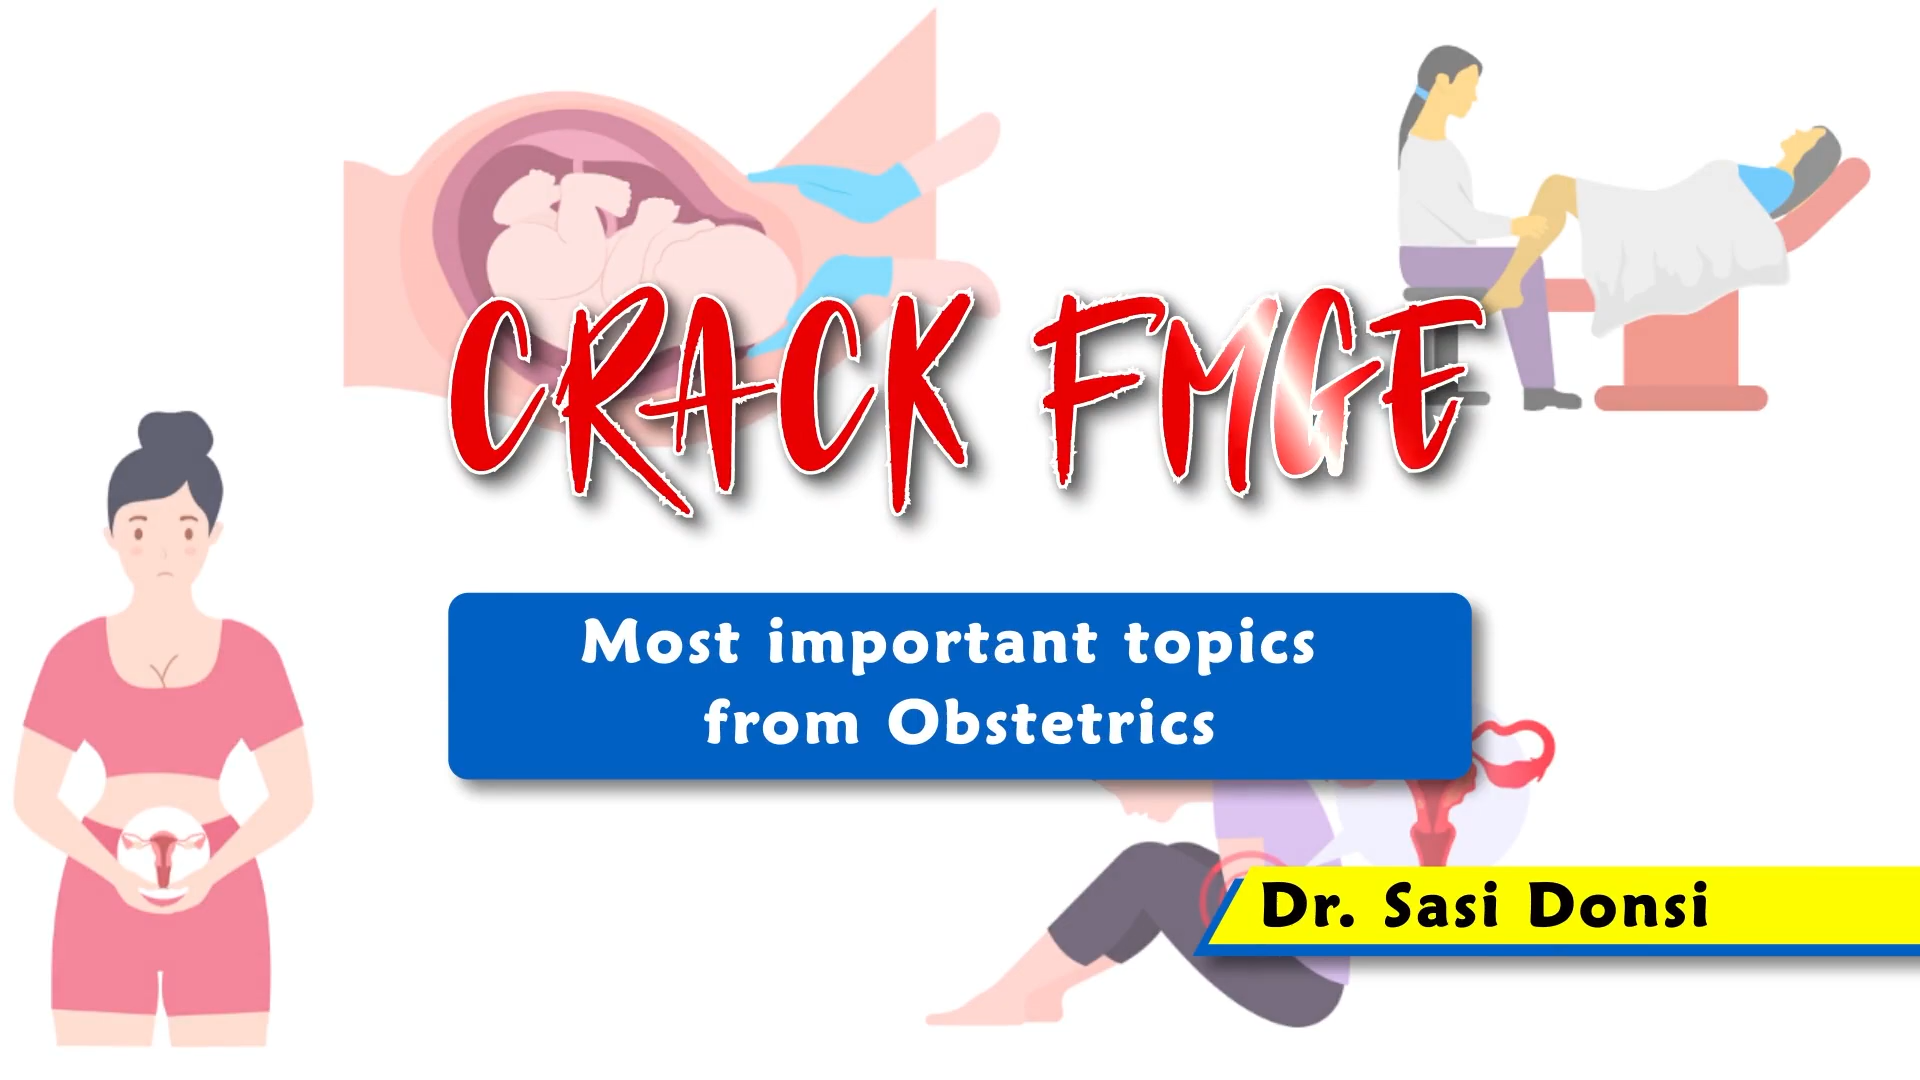 CRACK FMGE
Most important topics
from Obstetrics
Dr. Sasi Donsi